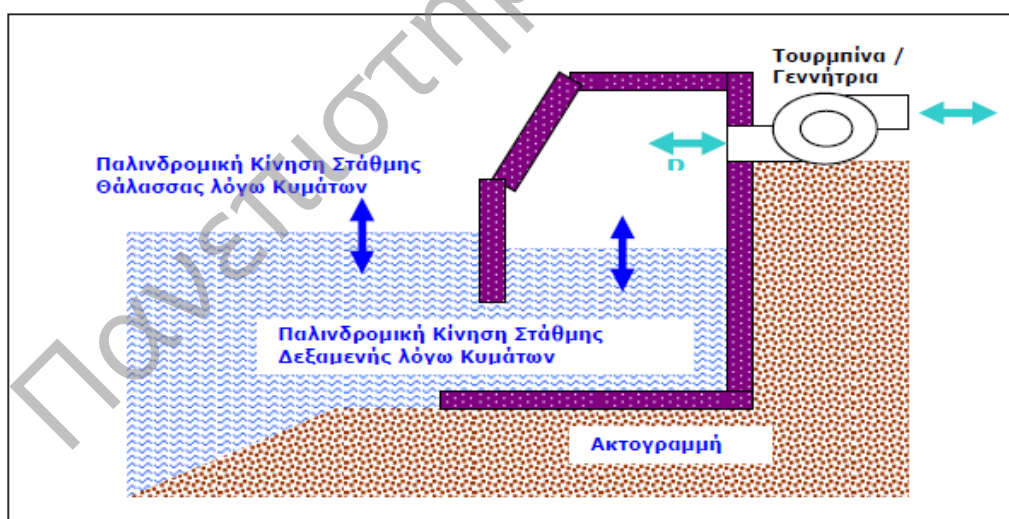 Τουρμπίνα /
Γεννήτρια
Παλινδρομική Κίνηση Στάθμης
Θάλασσας λόγω Κυμάτων
Παλινδρομική Κίνηση Στάθμης
Δεξαμενής λόγω Κυμάτων
Ακτογραμμή